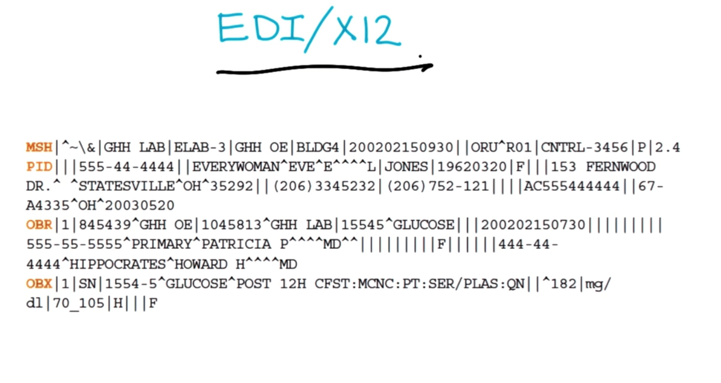 EDI/X12
MSH|^~\&|GHH LAB|ELAB-3|GHH OE|BLDG4|200202150930||ORU^R01|CNTRL-3456|P|2.4
PID|||555-44-4444||EVERYWOMAN^EVE^E^^^^L|JONES|19620320|F|||153 FERNWOOD
DR.^ ^STATESVILLE^OH^35292||(206)3345232|(206)752-121||||AC555444444||67-
A4335^OH^20030520
OBR|1|845439^GHH OE|1045813^GHH LAB|15545^GLUCOSE|||200202150730|||||||||
555-55-5555^PRIMARY^PATRICIA P^^^^MD^^|||||||||F||||||444-44-
4444^HIPPOCRATES^HOWARD H^^^^MD
OBX|1|SN|1554-5^GLUCOSE^POST 12H CFST:MCNC:PT:SER/PLAS:QN||^182|mg/
dl|70_105|H|||F